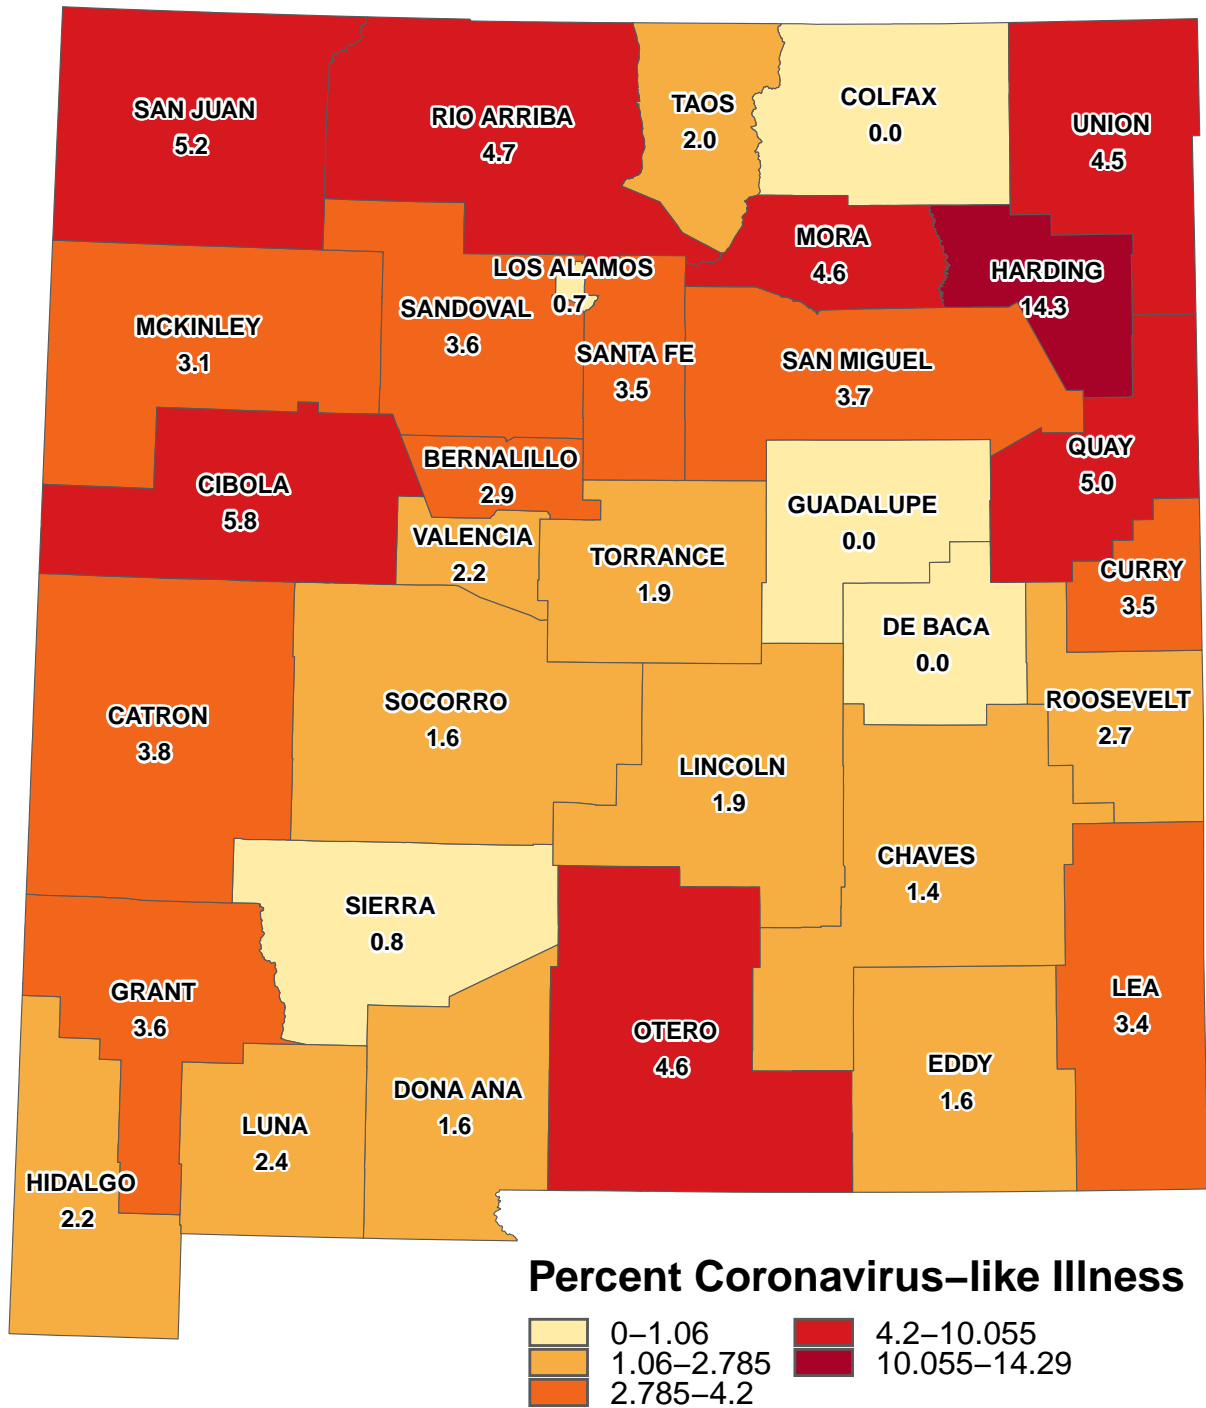 SAN JUAN
5.2
RIO ARRIBA
4.7
TAOS
2.0
COLFAX
0.0
UNION
4.5
MORA
4.6
HARDING
14.3
LOS ALAMOS
0.7
SANDOVAL
3.6
MCKINLEY
3.1
SANTA FE
3.5
SAN MIGUEL
3.7
QUAY
5.0
CIBOLA
5.8
BERNALILLO
2.9
GUADALUPE
0.0
VALENCIA
2.2
TORRANCE
1.9
CURRY
3.5
DE BACA
0.0
CATRON
3.8
SOCORRO
1.6
ROOSEVELT
2.7
LINCOLN
1.9
CHAVES
1.4
SIERRA
0.8
GRANT
3.6
LEA
3.4
OTERO
4.6
EDDY
1.6
DONA ANA
1.6
LUNA
2.4
HIDALGO
2.2
Percent Coronavirus−like Illness
0−1.06
1.06−2.785
2.785−4.2
4.2−10.055
10.055−14.29